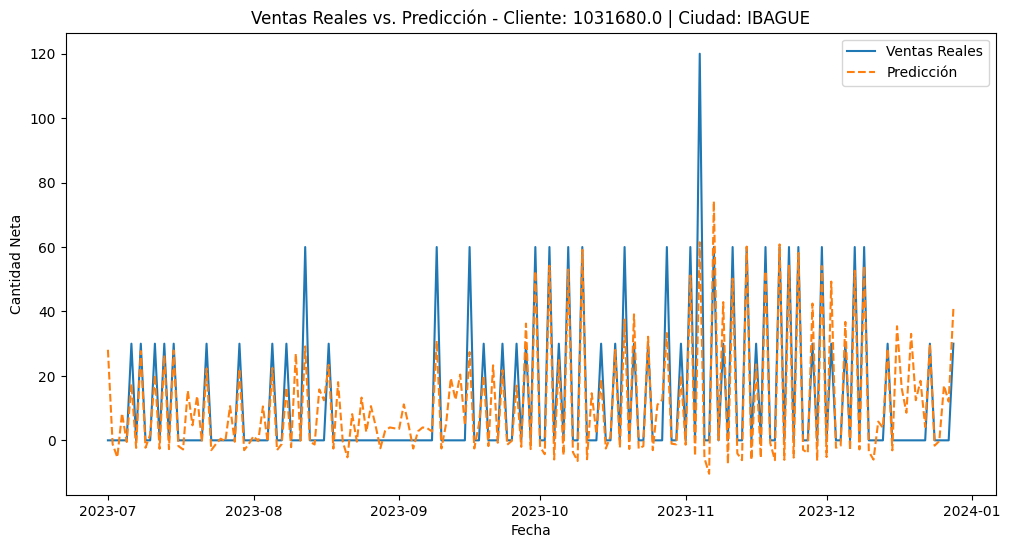 Ventas Reales vs. Predicción - Cliente: 1031680.0 | Ciudad: IBAGUE
Ventas Reales
Predicción
Cantidad Neta
120
100
80
60
40
20
0
2023-07
2023-08
2023-09
2023-10
2023-11
2023-12
2024-01
Fecha